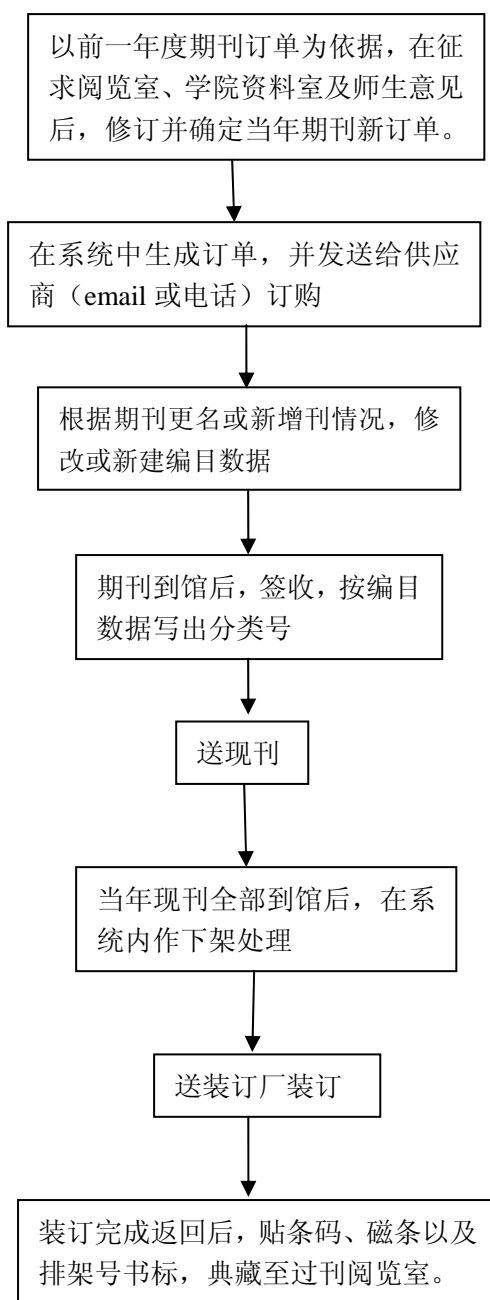 以前一年度期刊订单为依据，在征
求阅览室、学院资料室及师生意见
后，修订并确定当年期刊新订单。
在系统中生成订单，并发送给供应
商（email 或电话）订购
根据期刊更名或新增刊情况，修
改或新建编目数据
期刊到馆后，签收，按编目
数据写出分类号
送现刊
当年现刊全部到馆后，在系
统内作下架处理
送装订厂装订
装订完成返回后，贴条码、磁条以及
排架号书标，典藏至过刊阅览室。